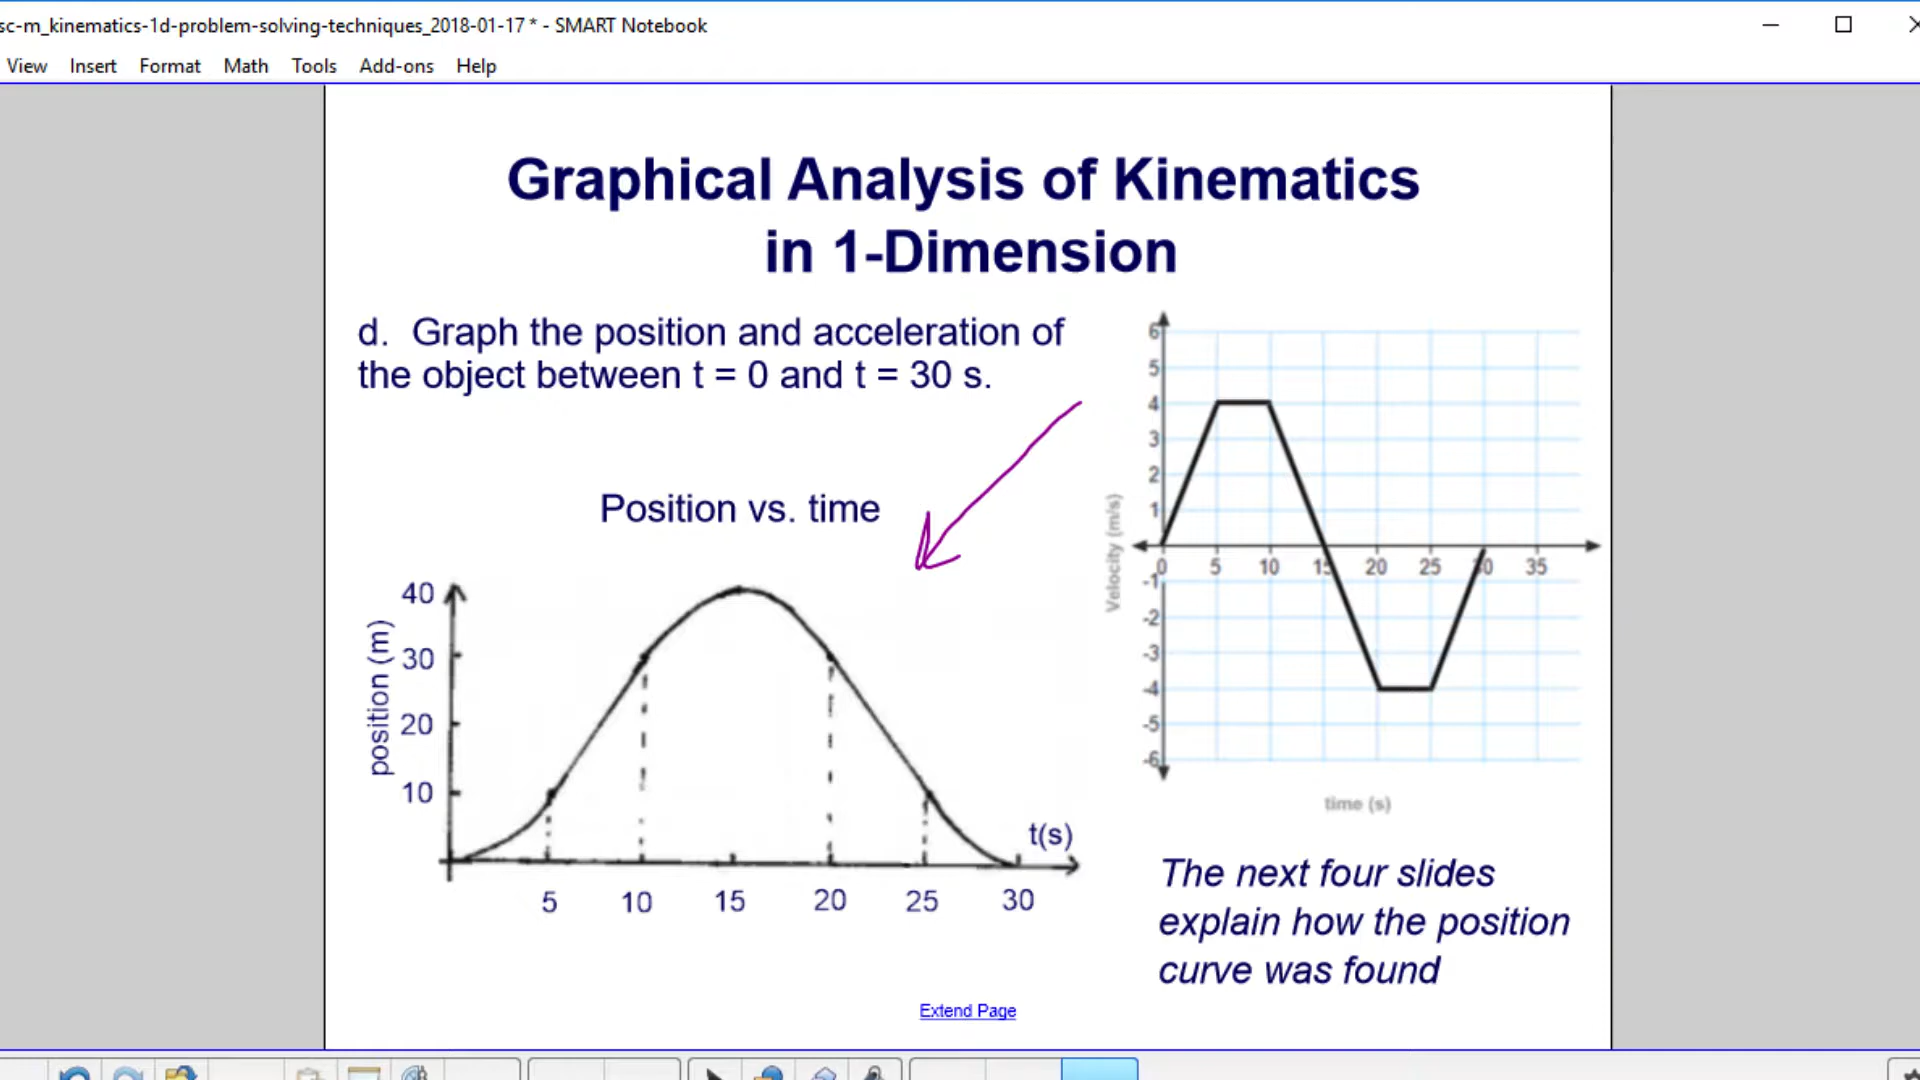 sc-m_kinematics-1d-problem-solving-techniques_2018-01-17 * - SMART Notebook
View Insert Format Math Tools Add-ons Help
Graphical Analysis of Kinematics
in 1-Dimension
d. Graph the position and acceleration of
the object between t = 0 and t = 30 s.
Position vs. time
position (m)
40
30
20
10
t(s)
5 10 15 20 25 30
Velocity (m/s)
6
5
4
3
2
1
0 5 10 15 20 25 30 35
-1
-2
-3
-4
-5
-6
time (s)
The next four slides
explain how the position
curve was found
Extend Page